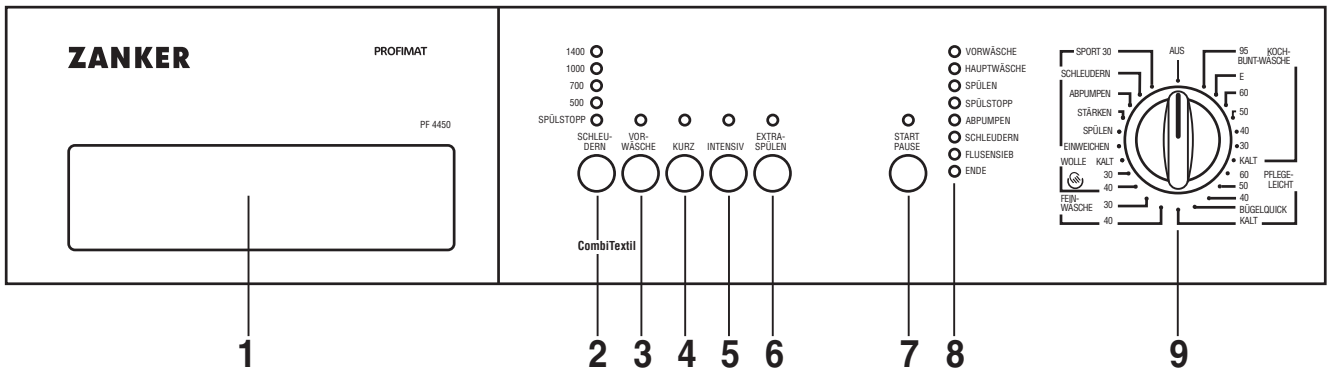 ZANKER
PROFIMAT
PF 4450
1400
1000
700
500
SPÜLSTOPP
SCHLEU-
DERN
VOR-
WÄSCHE
KURZ
INTENSIV
EXTRA-
SPÜLEN
CombiTextil
START
PAUSE
VORWÄSCHE
HAUPTWÄSCHE
SPÜLEN
SPÜLSTOPP
ABPUMPEN
SCHLEUDERN
FLUSENSIEB
ENDE
SPORT 30
SCHLEUDERN
ABPUMPEN
STÄRKEN
SPÜLEN
EINWEICHEN
WOLLE KALT
30
40
FEIN-
WÄSCHE
30
40
AUS
95 KOCH-
BUNT-WÄSCHE
E
60
50
40
30
KALT
60 PFLEGE-
LEICHT
50
40
BÜGELQUICK
KALT
1
2
3
4
5
6
7
8
9